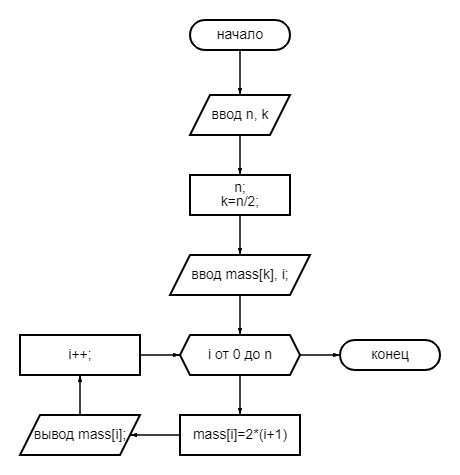 начало
ввод n, k
n;
k=n/2;
ввод mass[k], i;
i++;
i от 0 до n
конец
вывод mass[i];
mass[i]=2*(i+1)